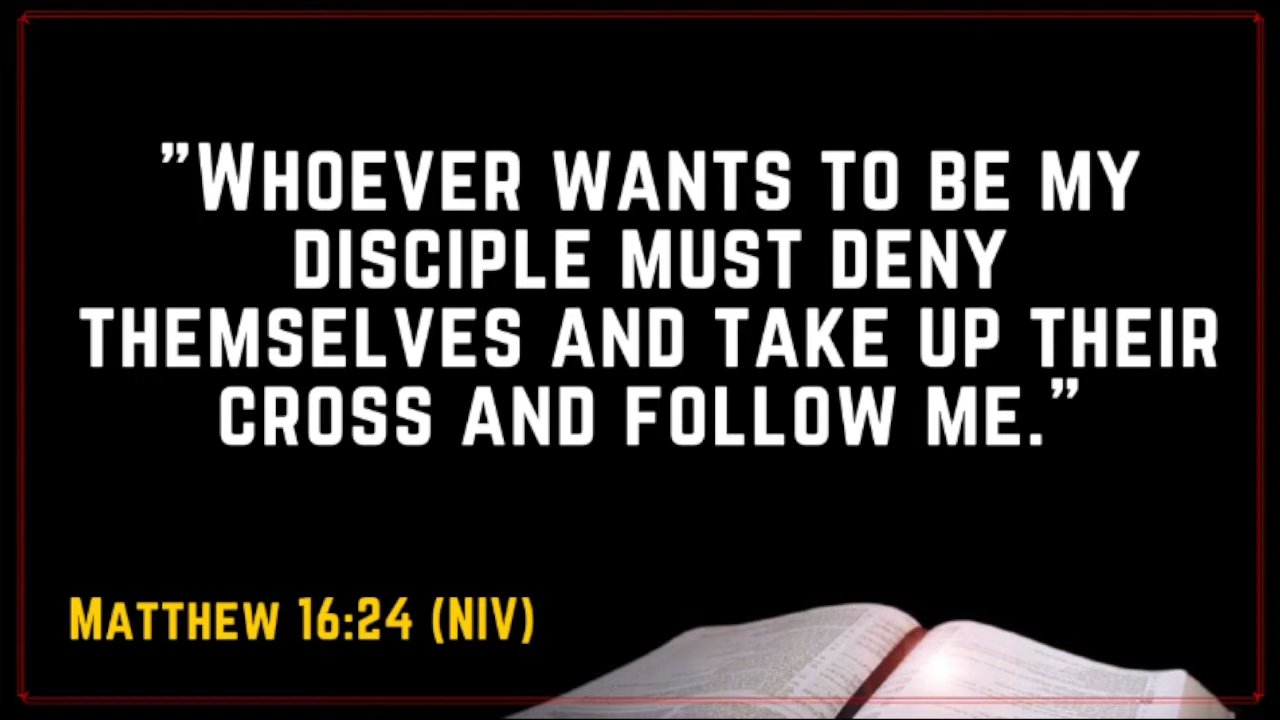 "Whoever wants to be my
disciple must deny
themselves and take up their
cross and follow me."
Matthew 16:24 (NIV)